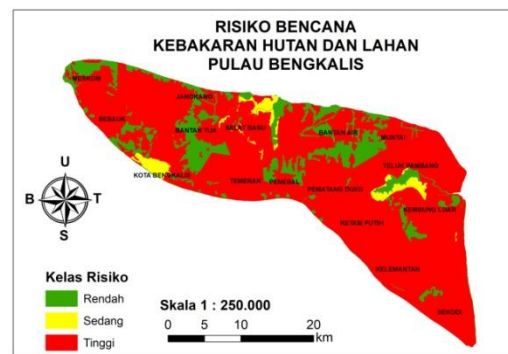 RISIKO BENCANA
KEBAKARAN HUTAN DAN LAHAN
PULAU BENGKALIS
MESKOM
JANGKANG
SEBAUK
BANTAN TUA
SELAT BARU
BANTAN AIR
MUNTAI
KOTA BENGKALIS
TEMERAN
PENEBAL
PEMATANG DUKU
TELUK PAMBANG
KEMBUNG LUAR
KETAM PUTIH
KELEMANTAN
SEKODI
U
B
T
S
Kelas Risiko
Rendah
Sedang
Tinggi
Skala 1 : 250.000
0 5 10 20
km